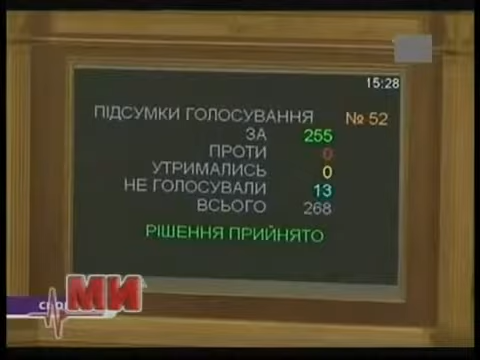 15:28
ПІДСУМКИ ГОЛОСУВАННЯ № 52
ЗА 255
ПРОТИ 0
УТРИМАЛИСЬ 0
НЕ ГОЛОСУВАЛИ 13
ВСЬОГО 268
РІШЕННЯ ПРИЙНЯТО
МИ